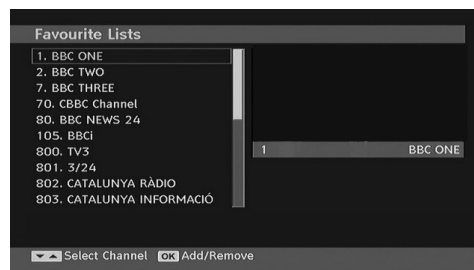 Favourite Lists
1. BBC ONE
2. BBC TWO
7. BBC THREE
70. CBBC Channel
80. BBC NEWS 24
105. BBCi
800. TV3
801. 3/24
802. CATALUNYA RÀDIO
803. CATALUNYA INFORMACIÓ
1 BBC ONE
Select Channel OK Add/Remove